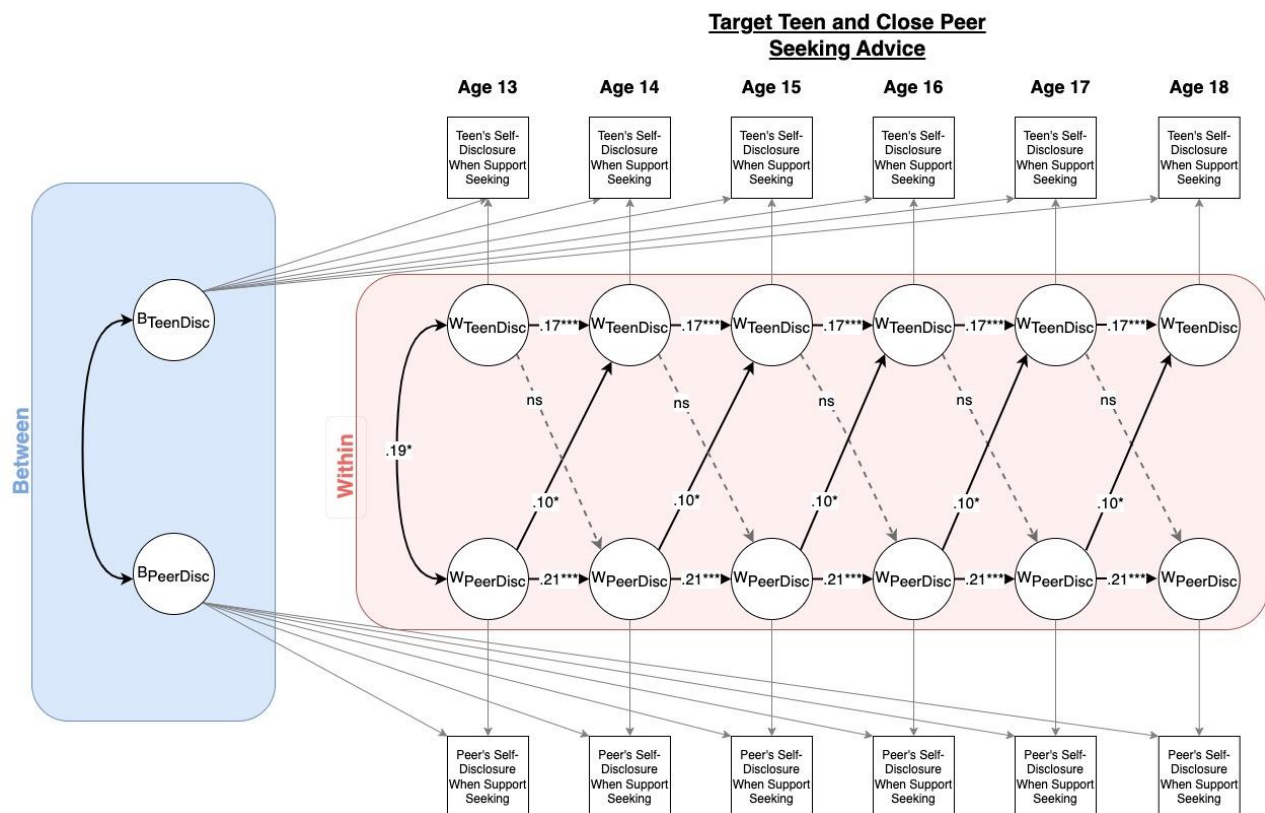 Target Teen and Close Peer
Seeking Advice
Age 13
Age 14
Age 15
Age 16
Age 17
Age 18
Teen's Self-
Disclosure
When Support
Seeking
Teen's Self-
Disclosure
When Support
Seeking
Teen's Self-
Disclosure
When Support
Seeking
Teen's Self-
Disclosure
When Support
Seeking
Teen's Self-
Disclosure
When Support
Seeking
Teen's Self-
Disclosure
When Support
Seeking
Between
BTeenDisc
BPeerDisc
Within
WTeenDisc
.17***
WTeenDisc
.17***
WTeenDisc
.17***
WTeenDisc
.17***
WTeenDisc
.17***
WTeenDisc
ns
ns
ns
ns
ns
.19*
.10*
.10*
.10*
.10*
.10*
WPeerDisc
.21***
WPeerDisc
.21***
WPeerDisc
.21***
WPeerDisc
.21***
WPeerDisc
.21***
WPeerDisc
Peer's Self-
Disclosure
When Support
Seeking
Peer's Self-
Disclosure
When Support
Seeking
Peer's Self-
Disclosure
When Support
Seeking
Peer's Self-
Disclosure
When Support
Seeking
Peer's Self-
Disclosure
When Support
Seeking
Peer's Self-
Disclosure
When Support
Seeking